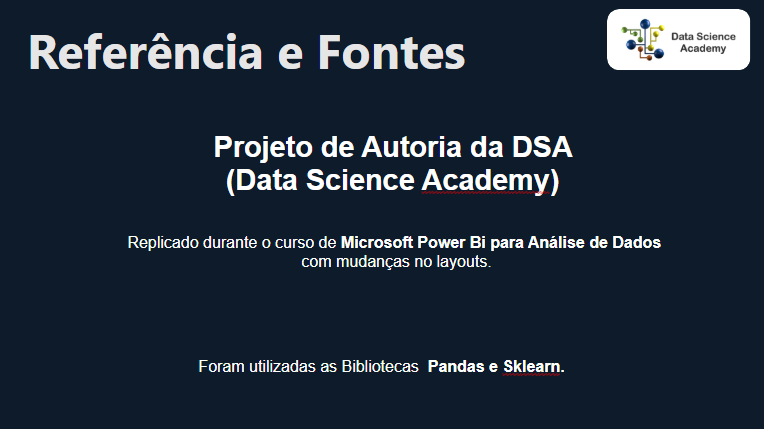 Referência e Fontes
Data Science
Academy
Projeto de Autoria da DSA
(Data Science Academy)
Replicado durante o curso de Microsoft Power Bi para Análise de Dados
com mudanças no layouts.
Foram utilizadas as Bibliotecas Pandas e Sklearn.